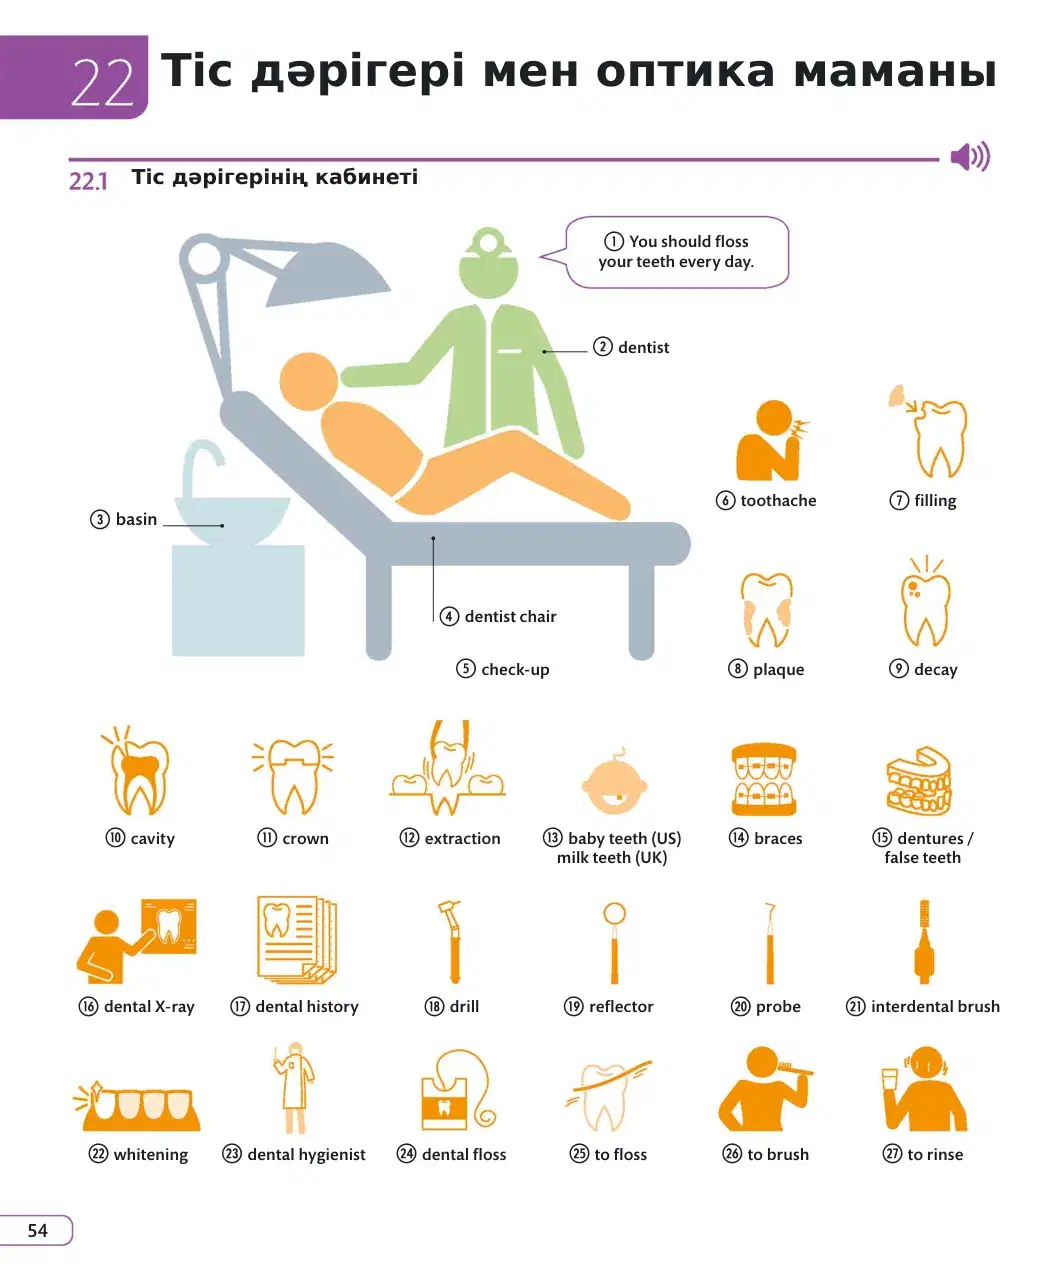 22 Тіс дәрігері мен оптика маманы
22.1 Тіс дәрігерінің кабинеті
① You should floss
your teeth every day.
② dentist
③ basin
④ dentist chair
⑤ check-up
⑥ toothache
⑦ filling
⑧ plaque
⑨ decay
⑩ cavity
⑪ crown
⑫ extraction
⑬ baby teeth (US)
milk teeth (UK)
⑭ braces
⑮ dentures /
false teeth
⑯ dental X-ray
⑰ dental history
⑱ drill
⑲ reflector
⑳ probe
㉑ interdental brush
㉒ whitening
㉓ dental hygienist
㉔ dental floss
㉕ to floss
㉖ to brush
㉗ to rinse
54